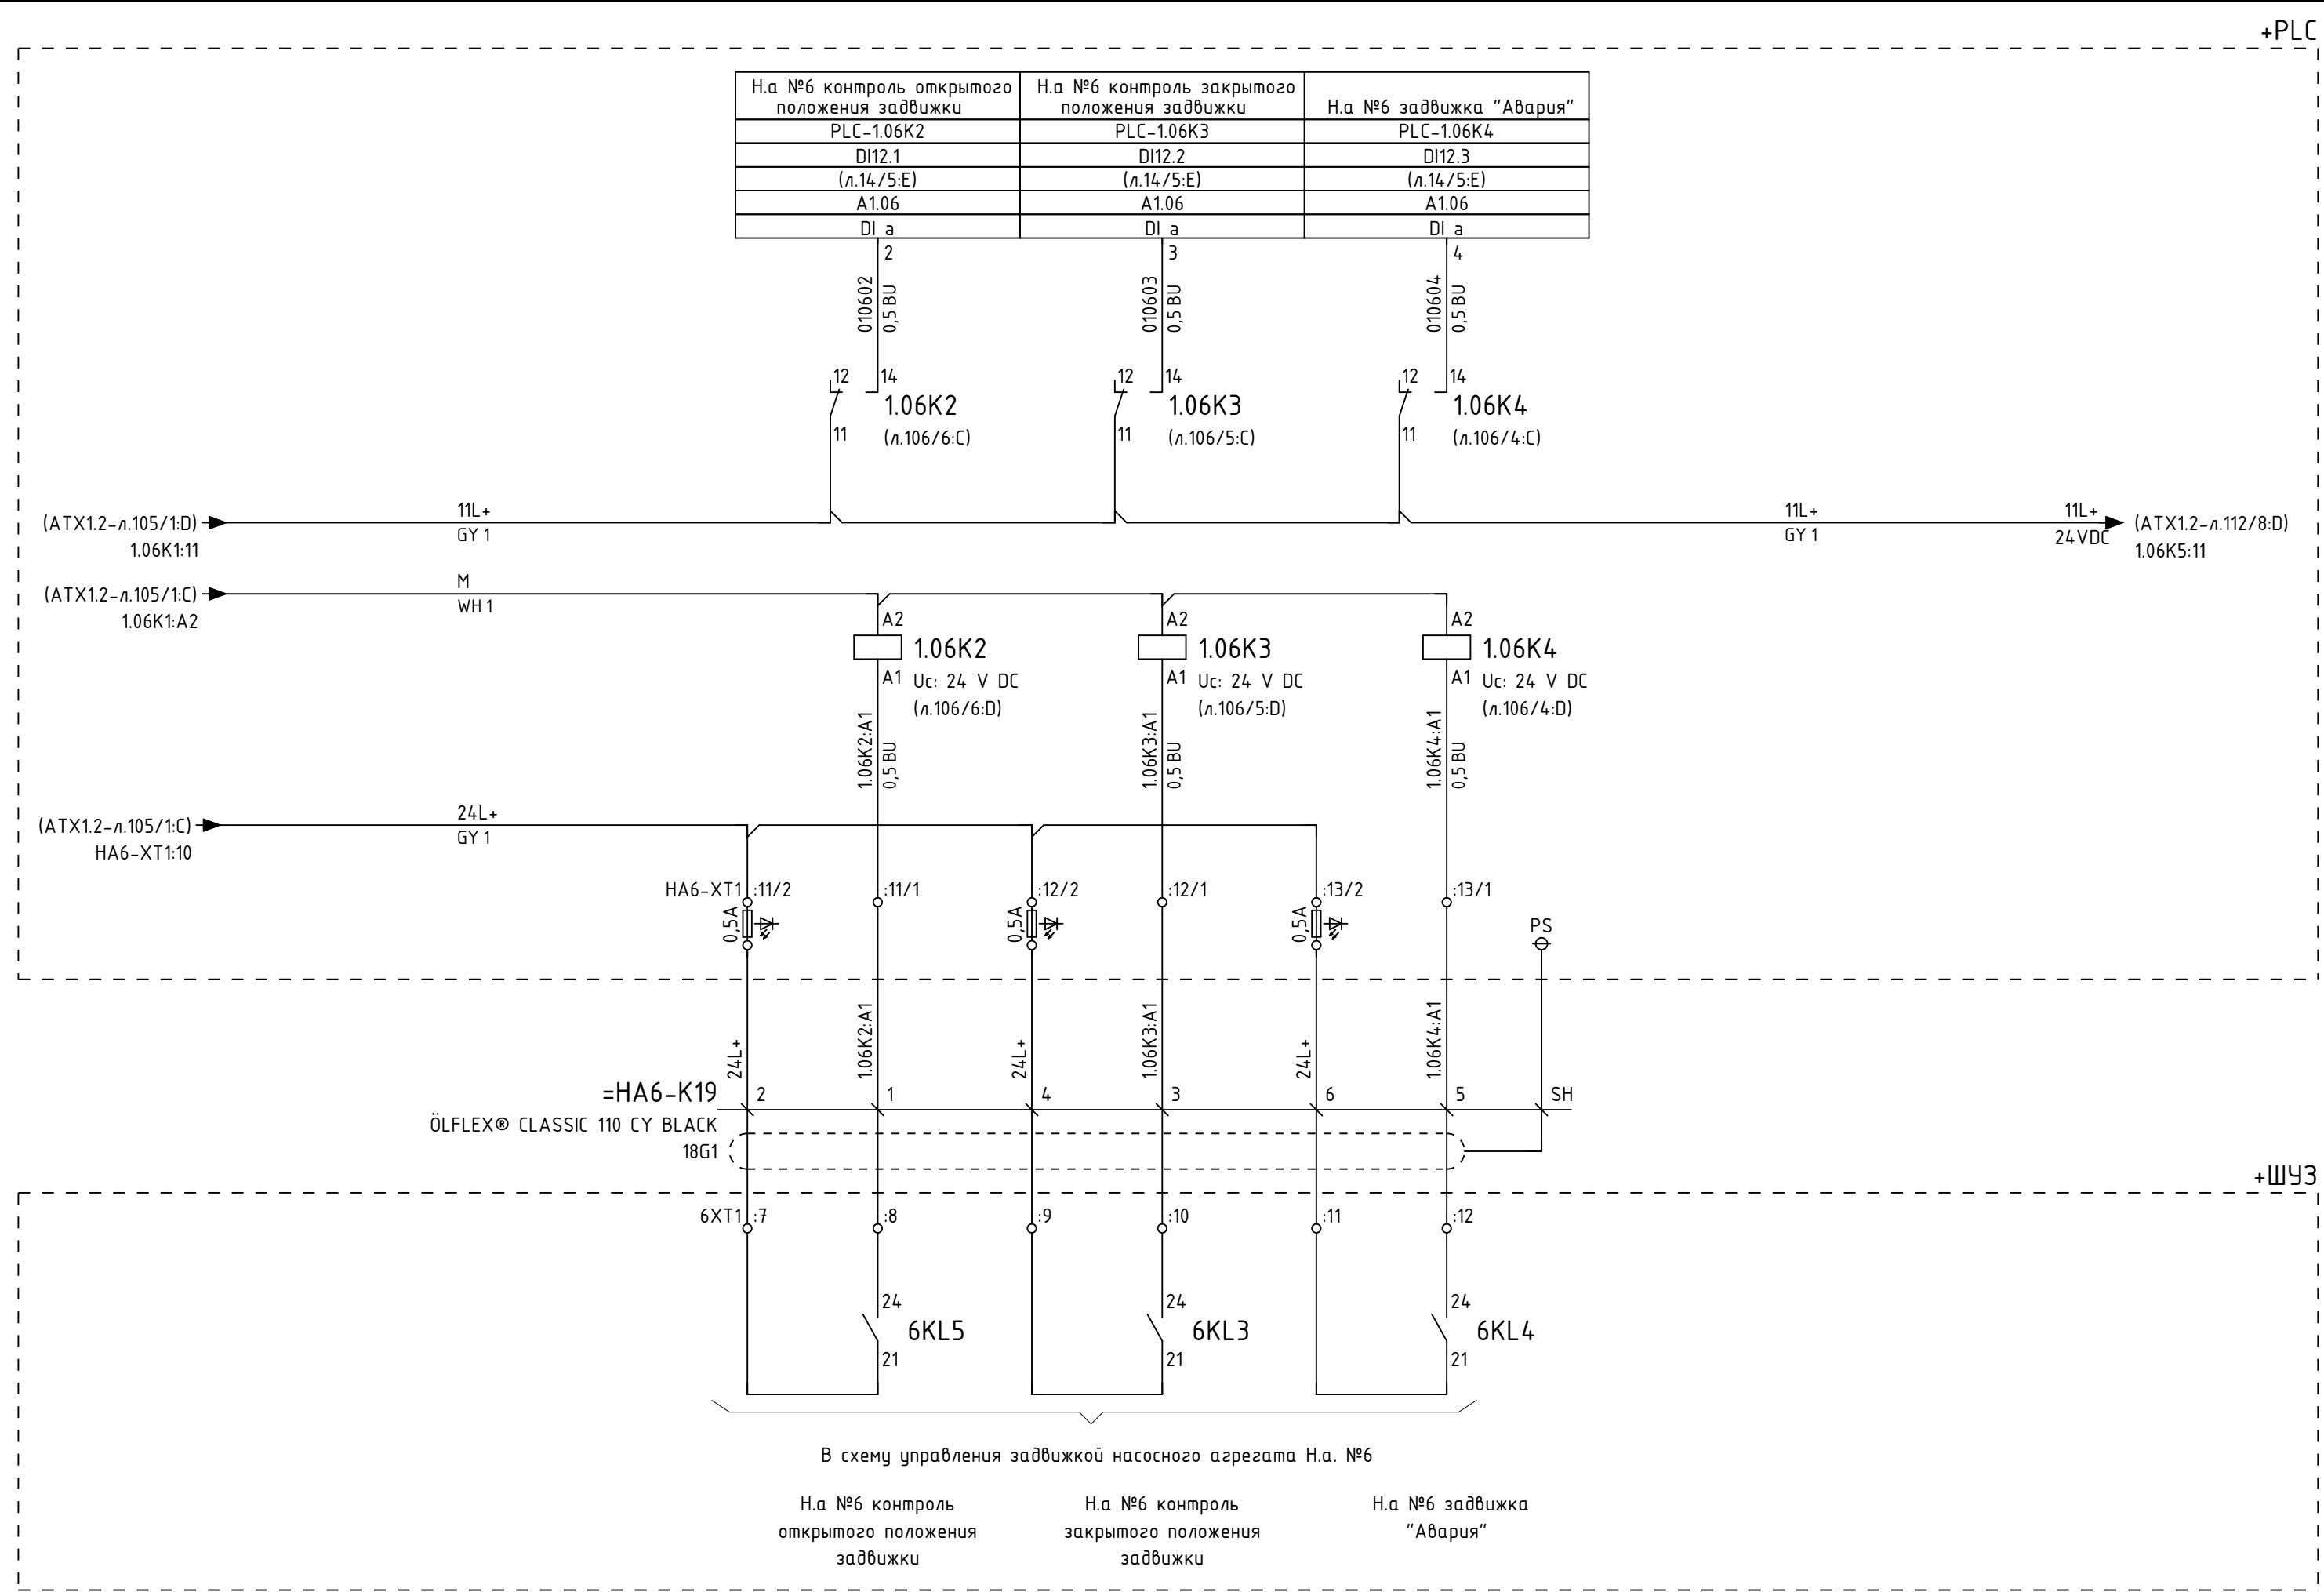 +PLC
Н.а №6 контроль открытого
положения задвижки
Н.а №6 контроль закрытого
положения задвижки
Н.а №6 задвижка "Авария"
PLC-1.06K2
PLC-1.06K3
PLC-1.06K4
DI12.1
DI12.2
DI12.3
(л.14/5:E)
(л.14/5:E)
(л.14/5:E)
A1.06
A1.06
A1.06
DI a
DI a
DI a
2
3
4
010602
0,5 BU
010603
0,5 BU
010604
0,5 BU
12
14
12
14
12
14
1.06K2
1.06K3
1.06K4
11
(л.106/6:C)
11
(л.106/5:C)
11
(л.106/4:C)
(ATX1.2-л.105/1:D)
1.06K1:11
11L+
GY 1
11L+
GY 1
11L+
24VDC
(ATX1.2-л.112/8:D)
1.06K5:11
(ATX1.2-л.105/1:C)
1.06K1:A2
M
WH 1
A2
A2
A2
1.06K2
1.06K3
1.06K4
A1
Uc: 24 V DC
A1
Uc: 24 V DC
A1
Uc: 24 V DC
(л.106/6:D)
(л.106/5:D)
(л.106/4:D)
1.06K2:A1
0,5 BU
1.06K3:A1
0,5 BU
1.06K4:A1
0,5 BU
(ATX1.2-л.105/1:C)
HA6-XT1:10
24L+
GY 1
HA6-XT1
:11/2
:11/1
:12/2
:12/1
:13/2
:13/1
0,5A
0,5A
0,5A
PS
24L+
1.06K2:A1
24L+
1.06K3:A1
24L+
1.06K4:A1
=HA6-K19
2
1
4
3
6
5
SH
ÖLFLEX® CLASSIC 110 CY BLACK
18G1
+ШУЗ
6XT1
:7
:8
:9
:10
:11
:12
24
24
24
6KL5
6KL3
6KL4
21
21
21
В схему управления задвижкой насосного агрегата Н.а. №6
Н.а №6 контроль
открытого положения
задвижки
Н.а №6 контроль
закрытого положения
задвижки
Н.а №6 задвижка
"Авария"